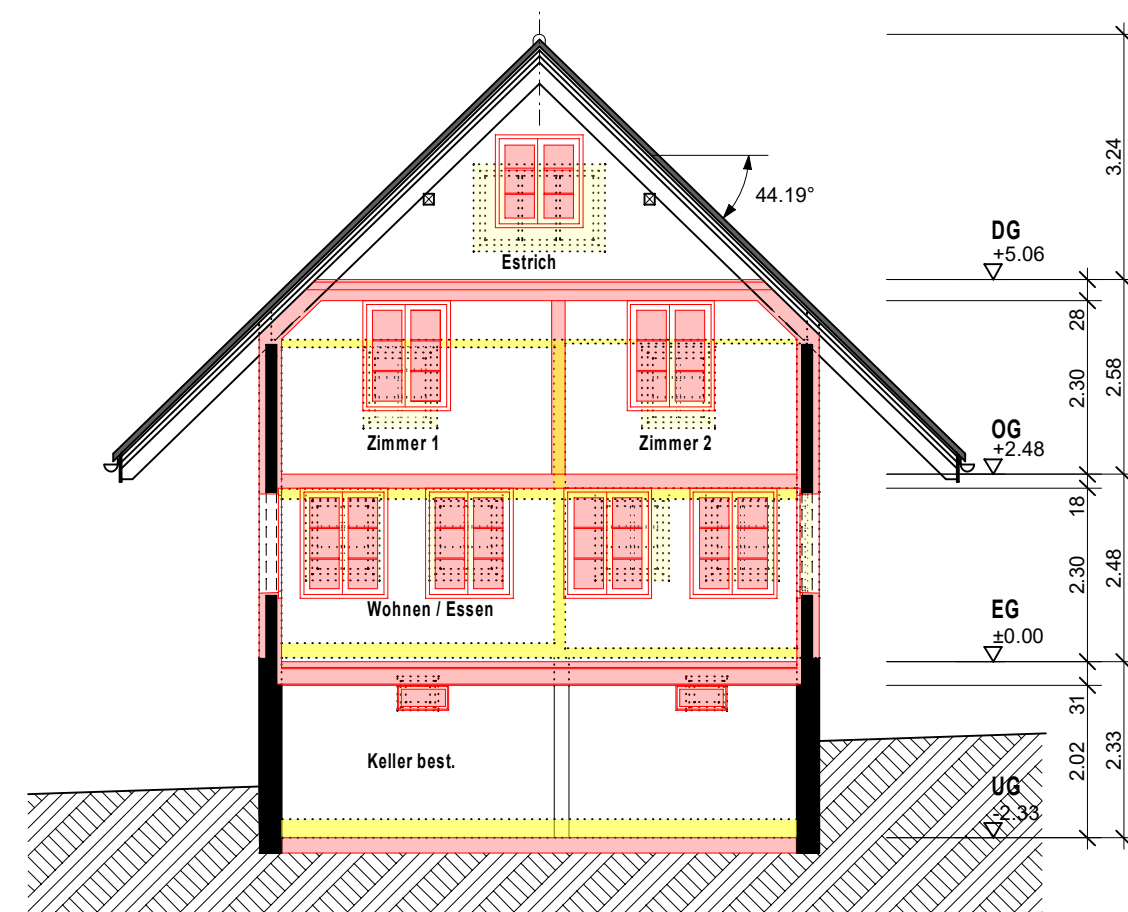 3.24
44.19°
DG
+5.06
Estrich
28
2.30
2.58
Zimmer 1
Zimmer 2
OG
+2.48
18
2.30
2.48
Wohnen / Essen
EG
±0.00
31
2.02
2.33
Keller best.
UG
-2.33